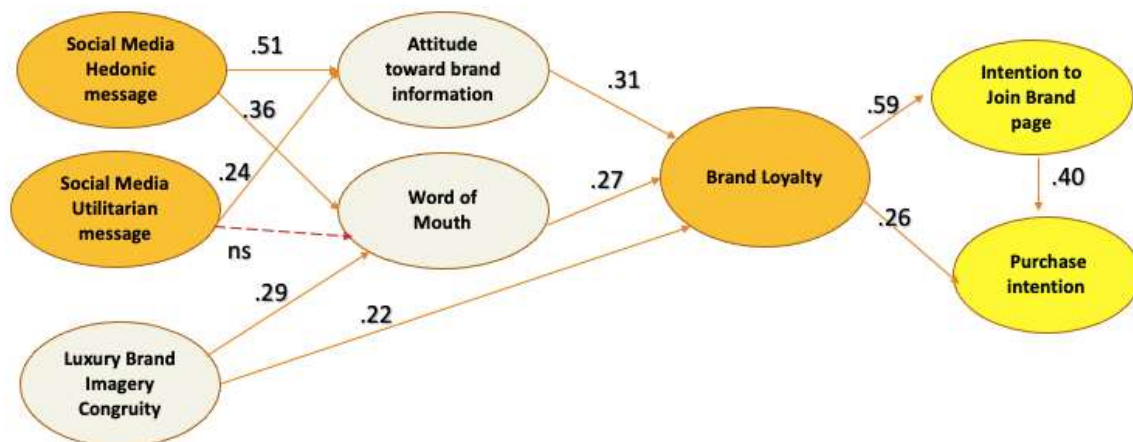 Social Media
Hedonic
message
.51
Attitude
toward brand
information
.36
.31
Intention to
Join Brand
page
.59
Social Media
Utilitarian
message
.24
ns
Word of
Mouth
.27
Brand Loyalty
.40
.26
Purchase
intention
.29
.22
Luxury Brand
Imagery
Congruity